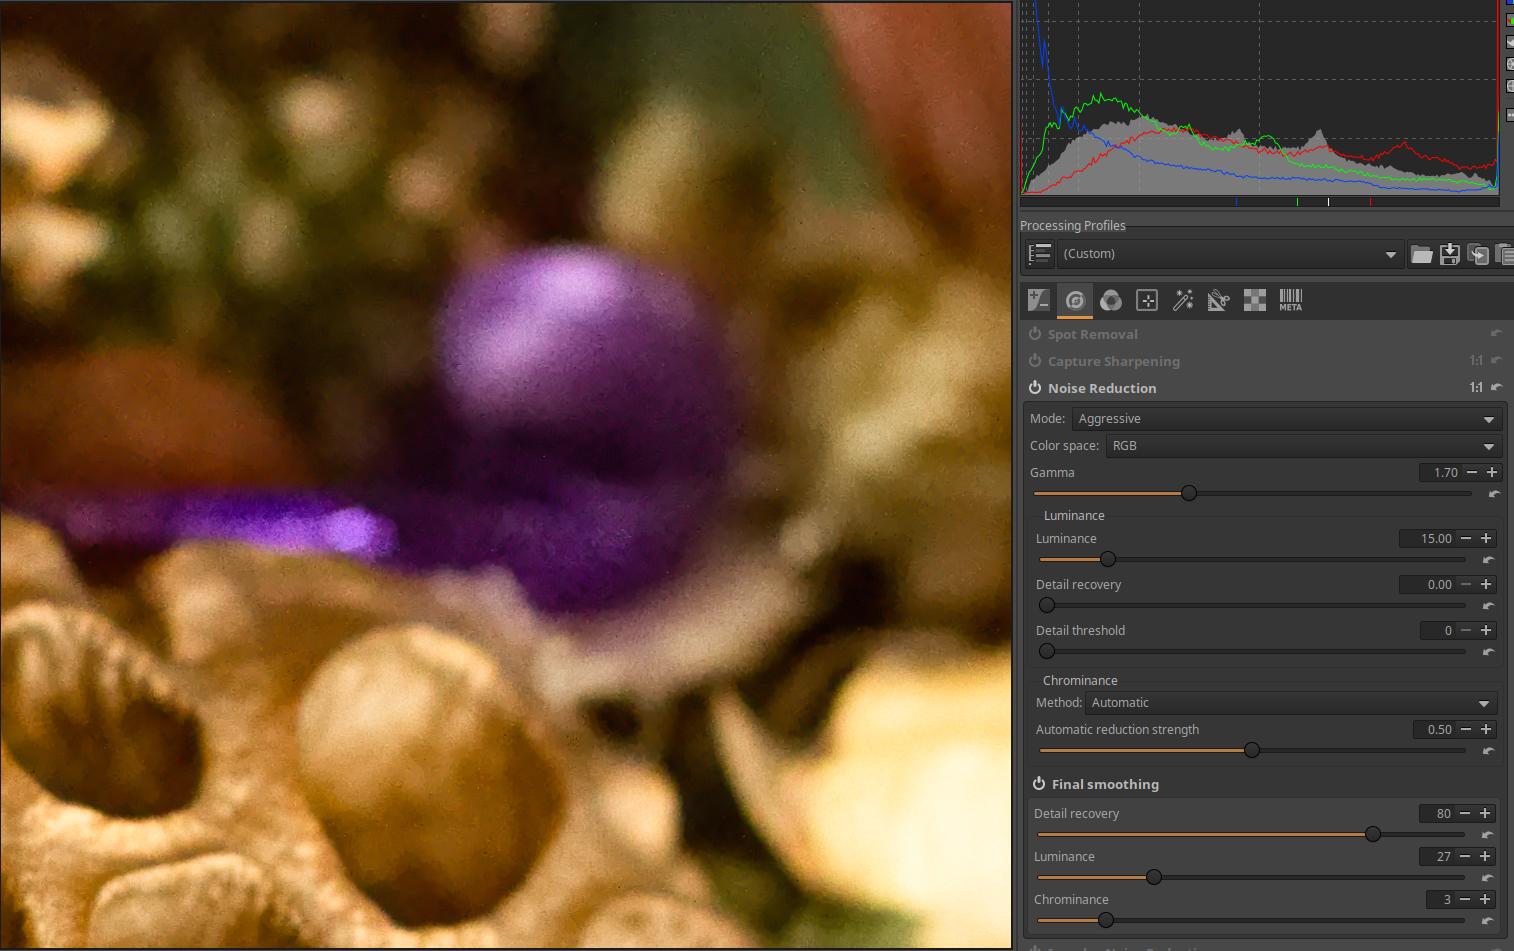 Processing Profiles
(Custom)
META
Spot Removal
Capture Sharpening 1:1
Noise Reduction 1:1
Mode: Aggressive
Color space: RGB
Gamma 1.70
Luminance
Luminance 15.00
Detail recovery 0.00
Detail threshold 0
Chrominance
Method: Automatic
Automatic reduction strength 0.50
Final smoothing
Detail recovery 80
Luminance 27
Chrominance 3